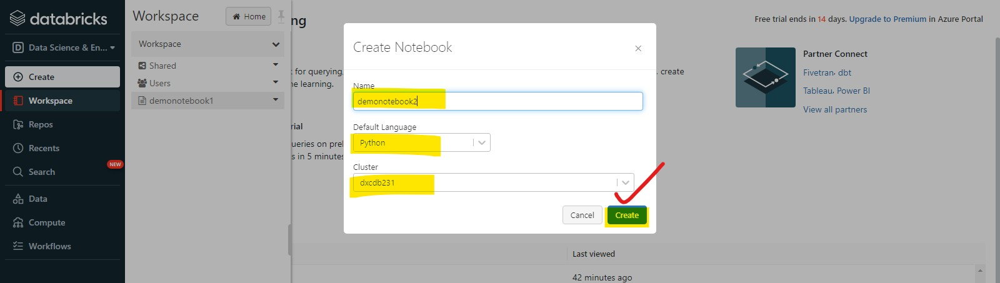 databricks
Data Science & En...
Create
Workspace
Repos
Recents
Search
NEW
Data
Compute
Workflows
Workspace
Home
Workspace
Shared
Users
demonotebook1
ng
for querying,
learning.
rial
ueries on
in 5 minutes
Create Notebook
×
Name
demonotebook2
Default Language
Python
Cluster
dxcdb231
Cancel
Create
Free trial ends in 14 days. Upgrade to Premium in Azure Portal
, create
Partner Connect
Fivetran, dbt
Tableau, Power BI
View all partners
Last viewed
42 minutes ago